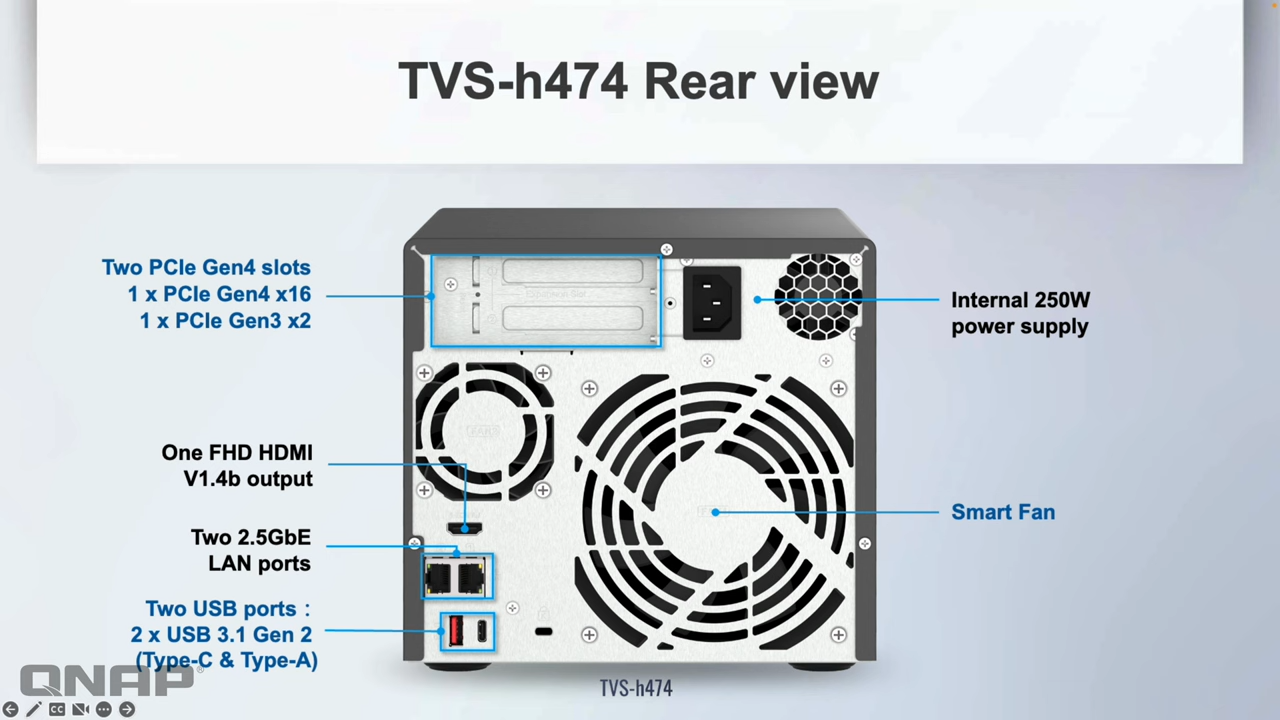 TVS-h474 Rear view
Two PCIe Gen4 slots
1 x PCIe Gen4 x16
1 x PCIe Gen3 x2
Internal 250W
power supply
One FHD HDMI
V1.4b output
Smart Fan
Two 2.5GbE
LAN ports
Two USB ports :
2 x USB 3.1 Gen 2
(Type-C & Type-A)
QNAP®
TVS-h474
CC